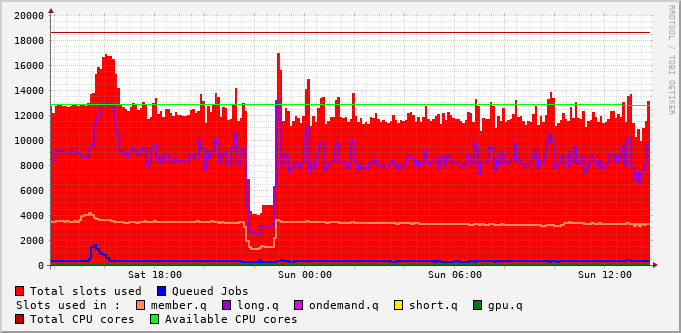 20000
18000
16000
14000
12000
10000
8000
6000
4000
2000
0
Sat 18:00 Sun 00:00 Sun 06:00 Sun 12:00
Total slots used Queued Jobs
Slots used in : member.q long.q ondemand.q short.q gpu.q
Total CPU cores Available CPU cores
RRDTOOL / TOBI OETIKER